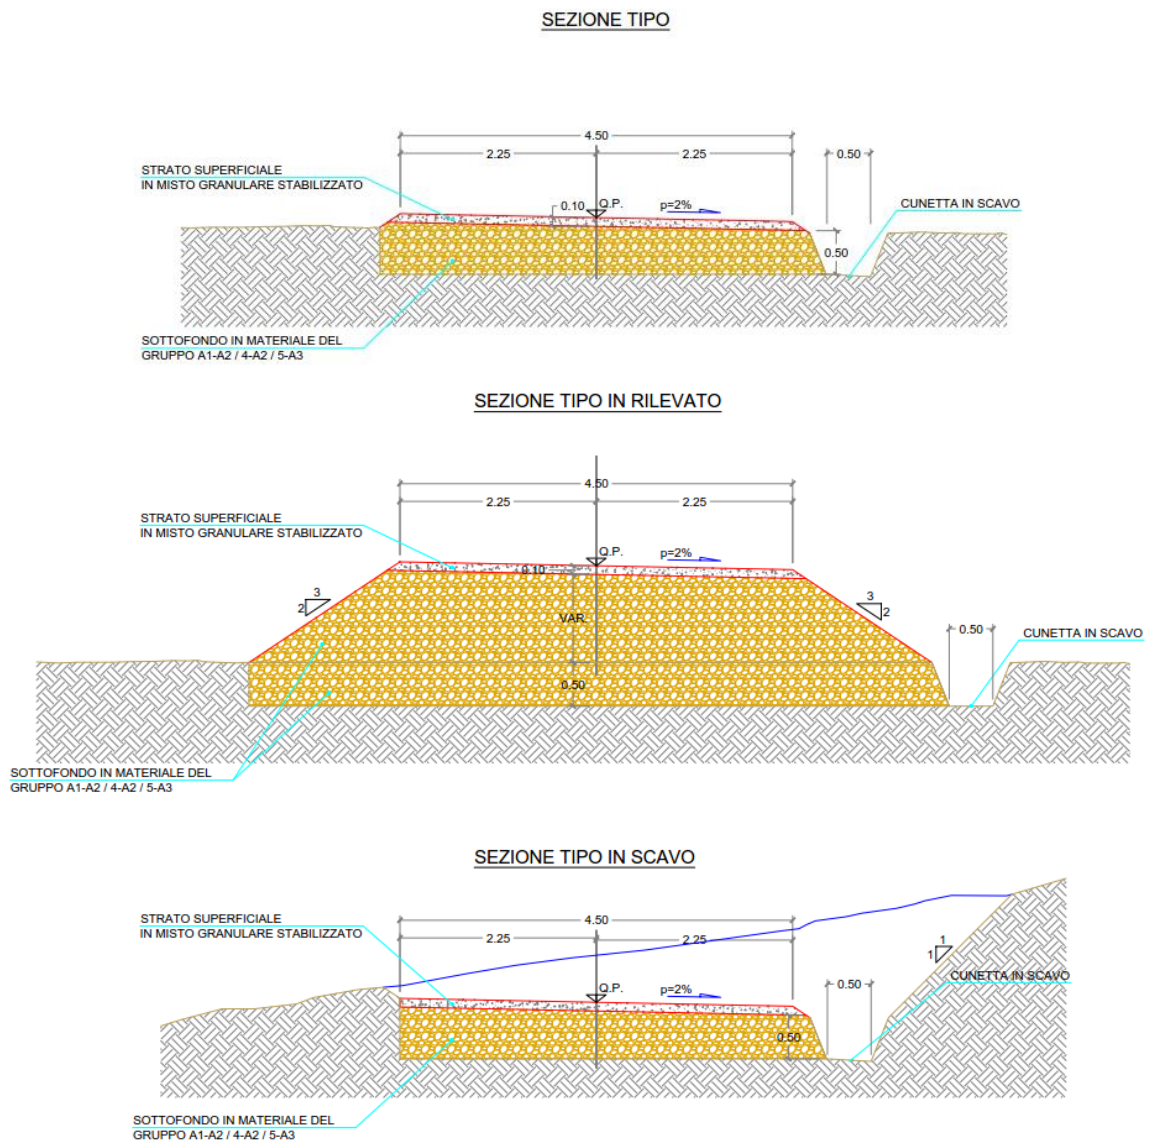 SEZIONE TIPO
4.50
2.25 2.25 0.50
STRATO SUPERFICIALE
IN MISTO GRANULARE STABILIZZATO
0.10 Q.P. p=2% CUNETTA IN SCAVO
0.50
SOTTOFONDO IN MATERIALE DEL
GRUPPO A1-A2 / 4-A2 / 5-A3
SEZIONE TIPO IN RILEVATO
4.50
2.25 2.25
STRATO SUPERFICIALE
IN MISTO GRANULARE STABILIZZATO
Q.P. p=2%
0.10
3 3
2 2
VAR.
0.50 CUNETTA IN SCAVO
0.50
SOTTOFONDO IN MATERIALE DEL
GRUPPO A1-A2 / 4-A2 / 5-A3
SEZIONE TIPO IN SCAVO
STRATO SUPERFICIALE
IN MISTO GRANULARE STABILIZZATO
4.50
2.25 2.25
1
1
CUNETTA IN SCAVO
Q.P. p=2% 0.50
0.50
SOTTOFONDO IN MATERIALE DEL
GRUPPO A1-A2 / 4-A2 / 5-A3